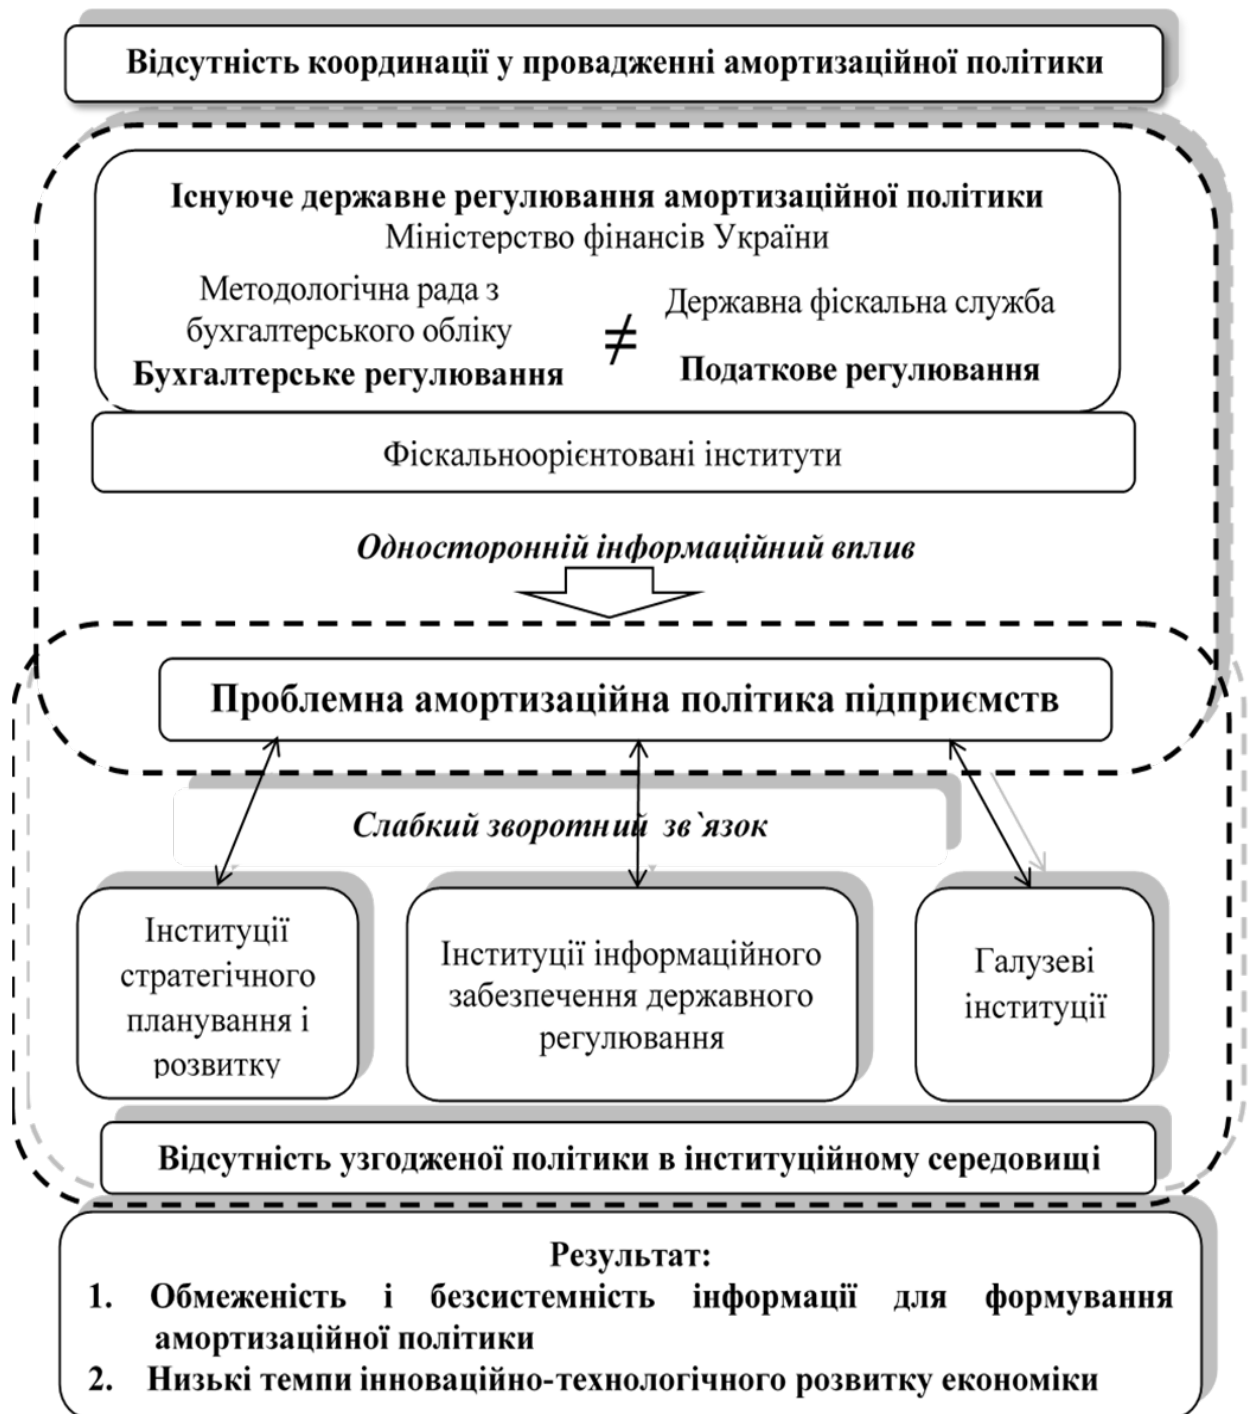 Відсутність координації у провадженні амортизаційної політики
Існуюче державне регулювання амортизаційної політики
Міністерство фінансів України
Методологічна рада з
бухгалтерського обліку
Бухгалтерське регулювання
≠
Державна фіскальна служба
Податкове регулювання
Фіскальноорієнтовані інститути
Односторонній інформаційний вплив
Проблемна амортизаційна політика підприємств
Слабкий зворотний зв`язок
Інституції
стратегічного
планування і
розвитку
Інституції інформаційного
забезпечення державного
регулювання
Галузеві
інституції
Відсутність узгодженої політики в інституційному середовищі
Результат:
1. Обмеженість і безсистемність інформації для формування
амортизаційної політики
2. Низькі темпи інноваційно-технологічного розвитку економіки